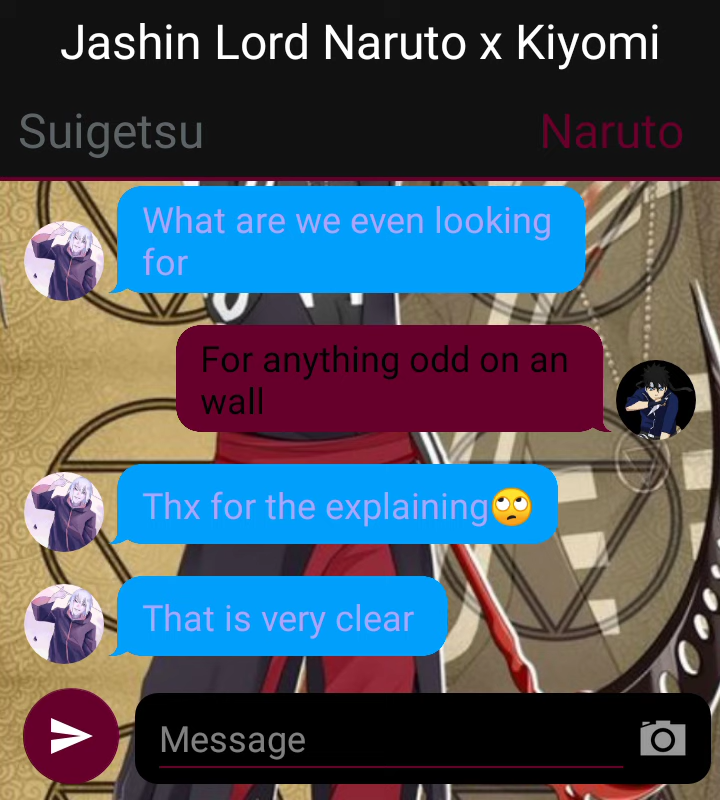 Jashin Lord Naruto x Kiyomi
Suigetsu
Naruto
What are we even looking
for
For anything odd on an
wall
Thx for the explaining🙄
That is very clear
Message